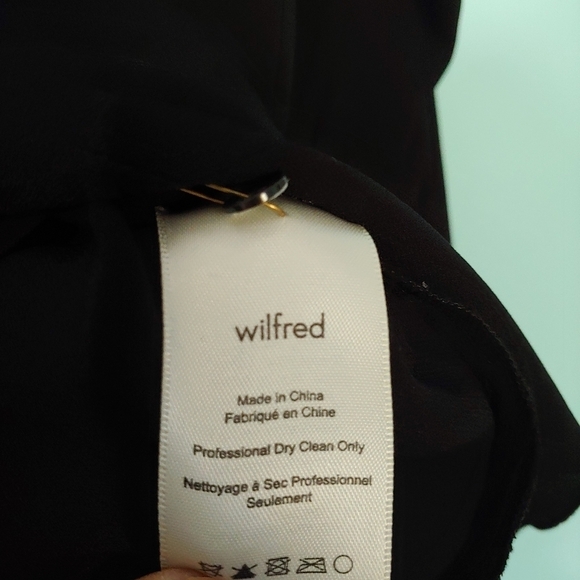 wilfred
Made in China
Fabriqué en Chine
Professional Dry Clean Only
Nettoyage à Sec Professionnel
Seulement